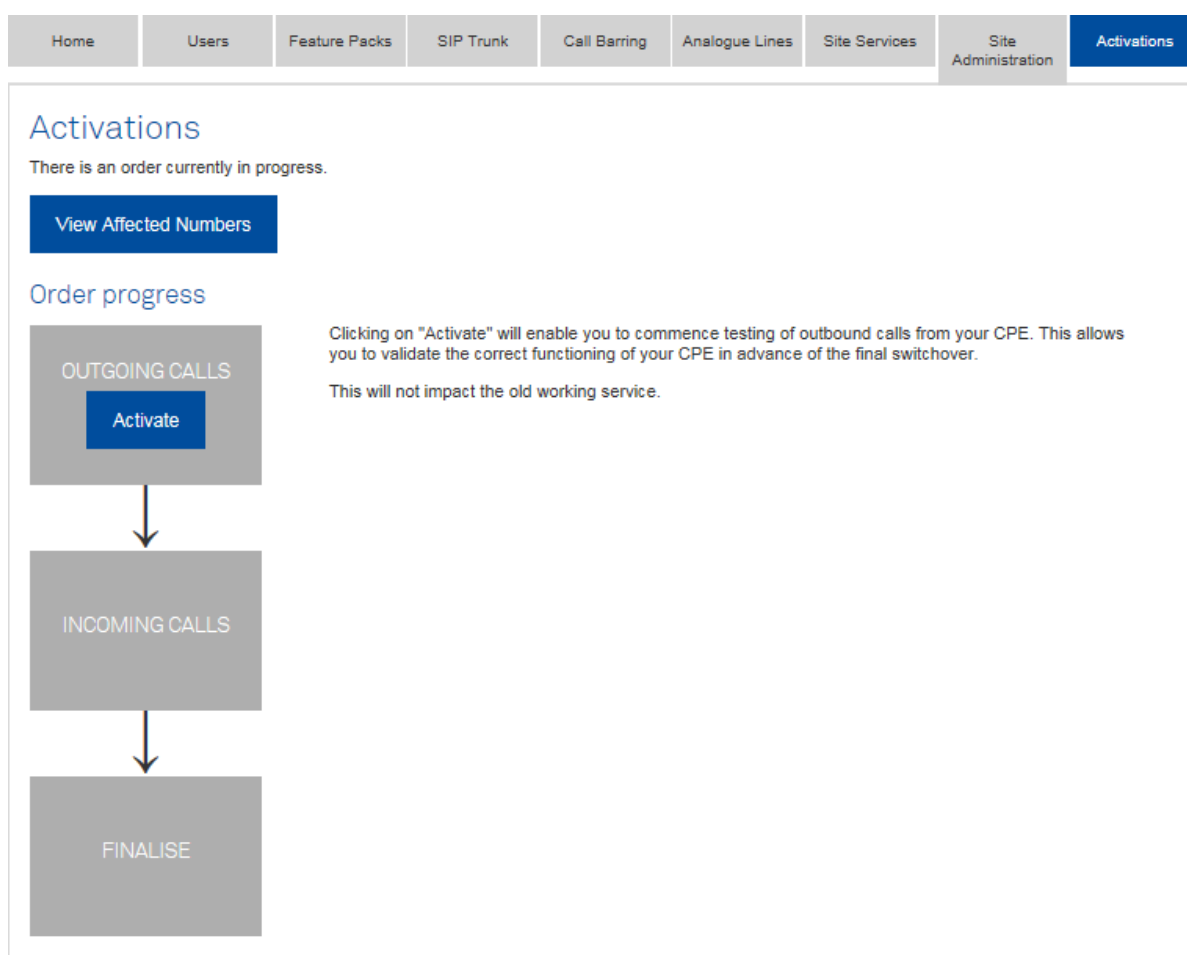 Home Users Feature Packs SIP Trunk Call Barring Analogue Lines Site Services Site Administration Activations
Activations
There is an order currently in progress.
View Affected Numbers
Order progress
OUTGOING CALLS
Activate
Clicking on "Activate" will enable you to commence testing of outbound calls from your CPE. This allows
you to validate the correct functioning of your CPE in advance of the final switchover.
This will not impact the old working service.
INCOMING CALLS
FINALISE